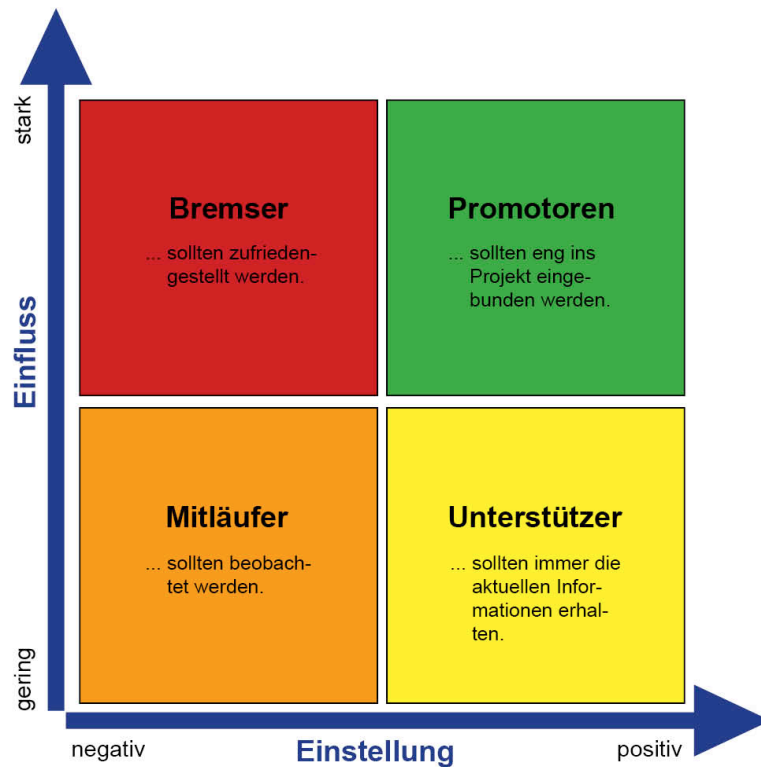 stark
Einfluss
gering
Bremser
... sollten zufrieden-
gestellt werden.
Promotoren
... sollten eng ins
Projekt einge-
bunden werden.
Mitläufer
... sollten beobach-
tet werden.
Unterstützer
... sollten immer die
aktuellen Infor-
mationen erhal-
ten.
negativ
Einstellung
positiv